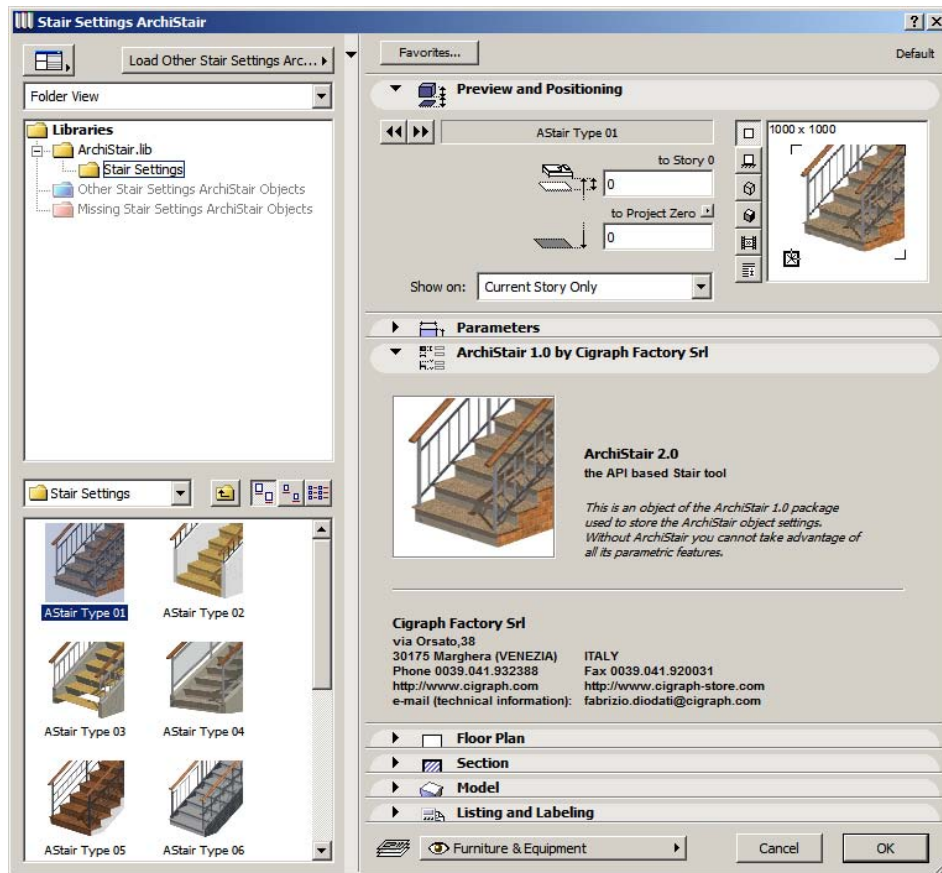 Stair Settings ArchiStair
Load Other Stair Settings Arc...
Folder View
Libraries
ArchiStair.lib
Stair Settings
Other Stair Settings ArchiStair Objects
Missing Stair Settings ArchiStair Objects
Stair Settings
AStair Type 01
AStair Type 02
AStair Type 03
AStair Type 04
AStair Type 05
AStair Type 06
Favorites...
Default
Preview and Positioning
AStair Type 01
to Story 0
0
to Project Zero
0
Show on:
Current Story Only
1000 x 1000
Parameters
ArchiStair 1.0 by Cigraph Factory Srl
ArchiStair 2.0
the API based Stair tool
This is an object of the ArchiStair 1.0 package
used to store the ArchiStair object settings.
Without ArchiStair you cannot take advantage of
all its parametric features.
Cigraph Factory Srl
via Orsato,38
30175 Marghera (VENEZIA) ITALY
Phone 0039.041.932388 Fax 0039.041.920031
http://www.cigraph.com http://www.cigraph-store.com
e-mail (technical information): fabrizio.diodati@cigraph.com
Floor Plan
Section
Model
Listing and Labeling
Furniture & Equipment
Cancel
OK